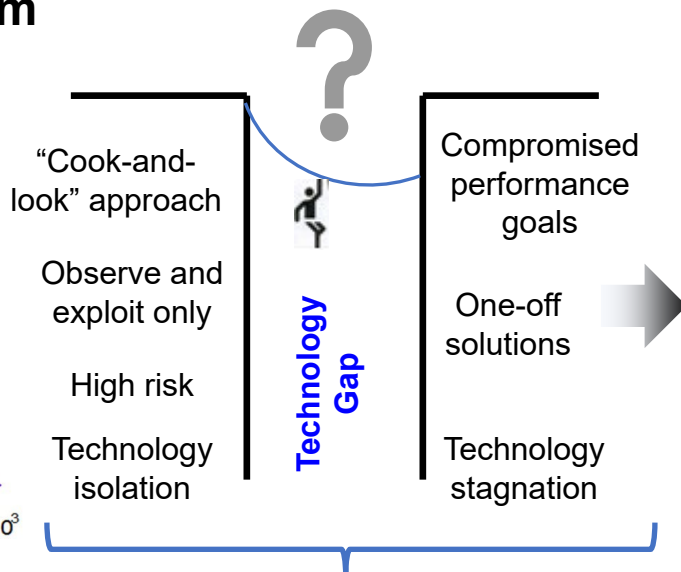 m
?
“Cook-and-
look” approach
Observe and
exploit only
High risk
Technology
isolation
Technology
Gap
Compromised
performance
goals
One-off
solutions
Technology
stagnation
0³